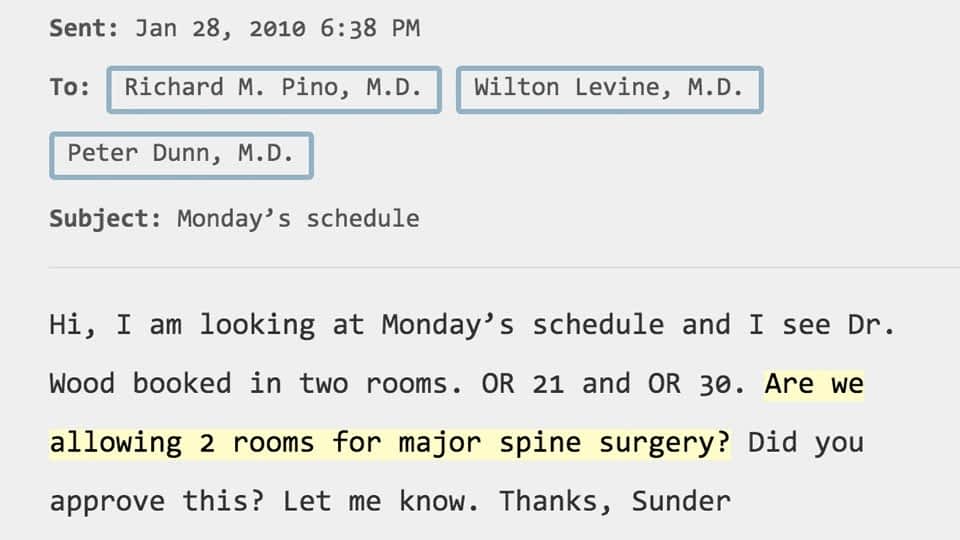 Sent: Jan 28, 2010 6:38 PM
To: Richard M. Pino, M.D. Wilton Levine, M.D.
Peter Dunn, M.D.
Subject: Monday’s schedule
Hi, I am looking at Monday’s schedule and I see Dr.
Wood booked in two rooms. OR 21 and OR 30. Are we
allowing 2 rooms for major spine surgery? Did you
approve this? Let me know. Thanks, Sunder